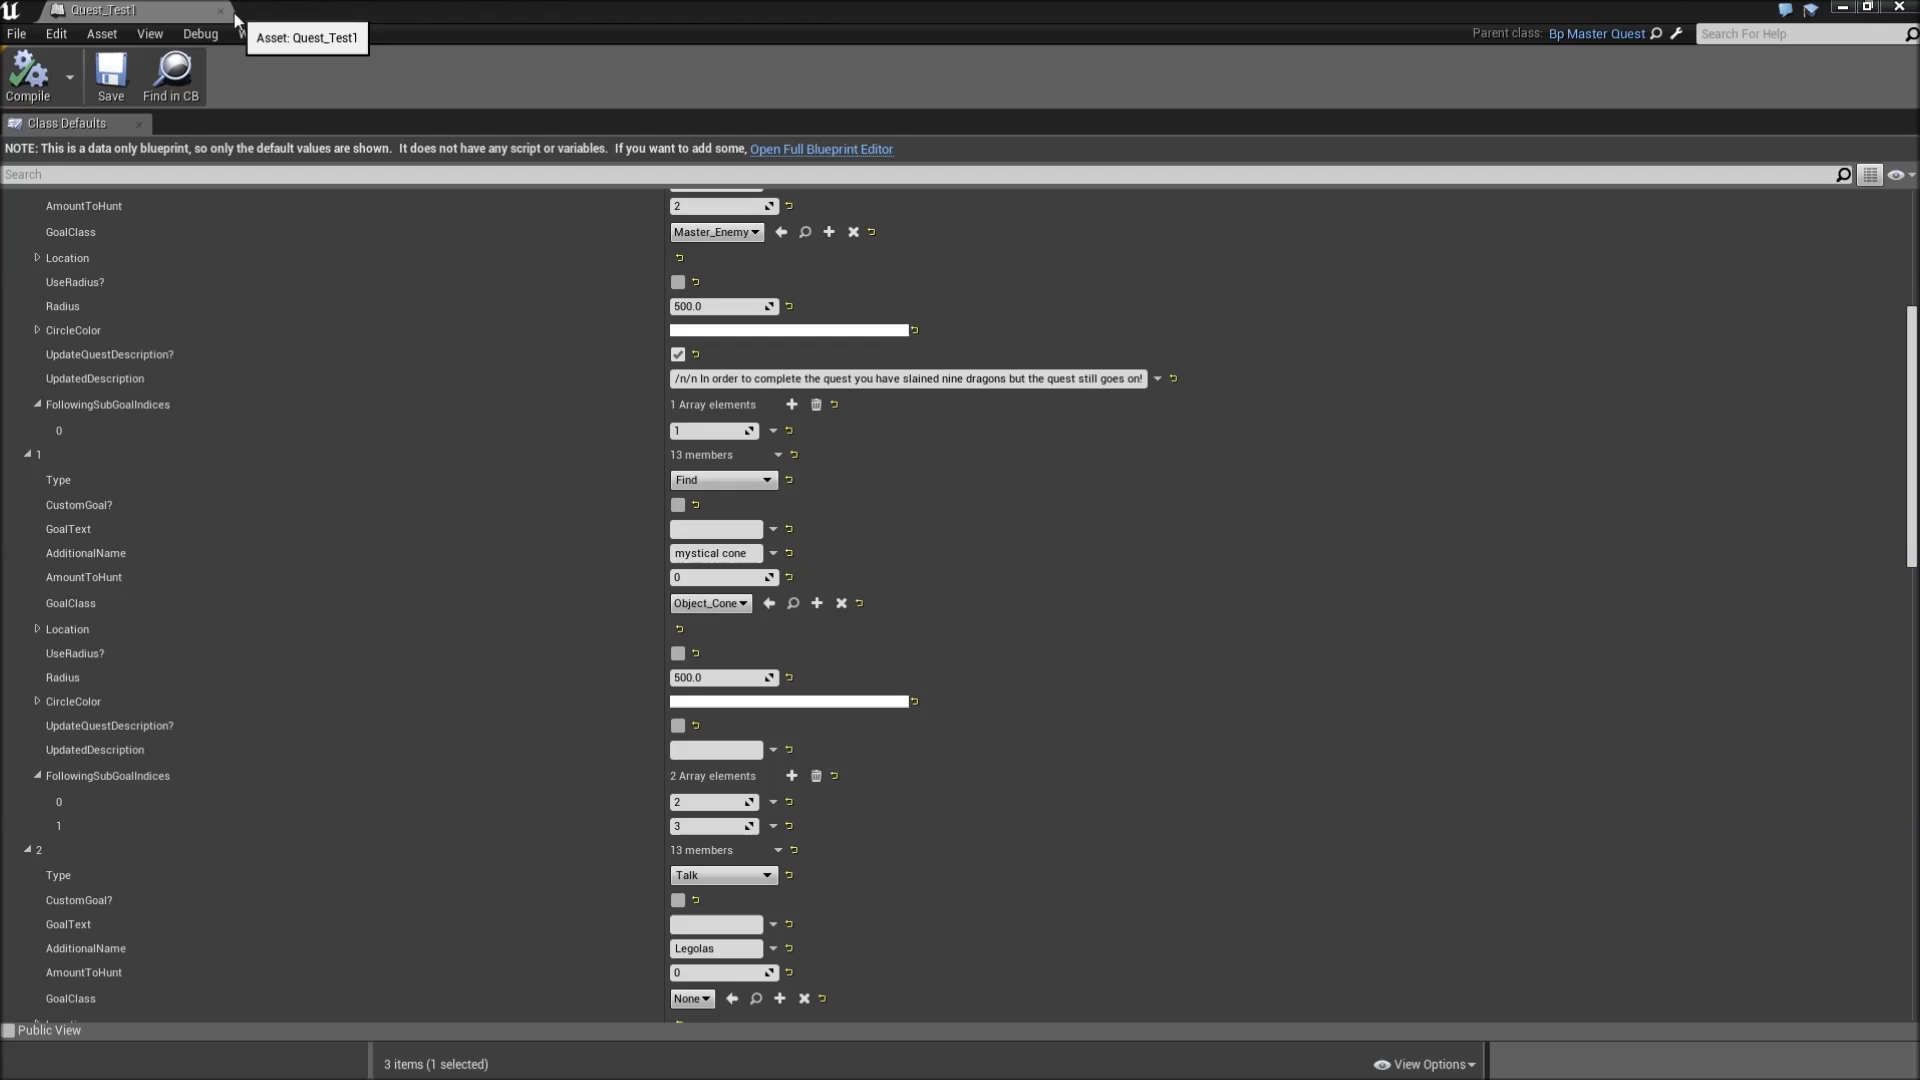 Quest_Test1
File Edit Asset View Debug W
Asset: Quest_Test1
Parent class: Bp Master Quest
Search For Help
Compile Save Find in CB
Class Defaults
NOTE: This is a data only blueprint, so only the default values are shown. It does not have any script or variables. If you want to add some, Open Full Blueprint Editor
Search
AmountToHunt 2
GoalClass Master_Enemy
Location
UseRadius?
Radius 500.0
CircleColor
UpdateQuestDescription?
UpdatedDescription /n/n In order to complete the quest you have slained nine dragons but the quest still goes on!
FollowingSubGoalIndices 1 Array elements
0 1
1 13 members
Type Find
CustomGoal?
GoalText
AdditionalName mystical cone
AmountToHunt 0
GoalClass Object_Cone
Location
UseRadius?
Radius 500.0
CircleColor
UpdateQuestDescription?
UpdatedDescription
FollowingSubGoalIndices 2 Array elements
0 2
1 3
2 13 members
Type Talk
CustomGoal?
GoalText
AdditionalName Legolas
AmountToHunt 0
GoalClass None
Public View
3 items (1 selected)
View Options